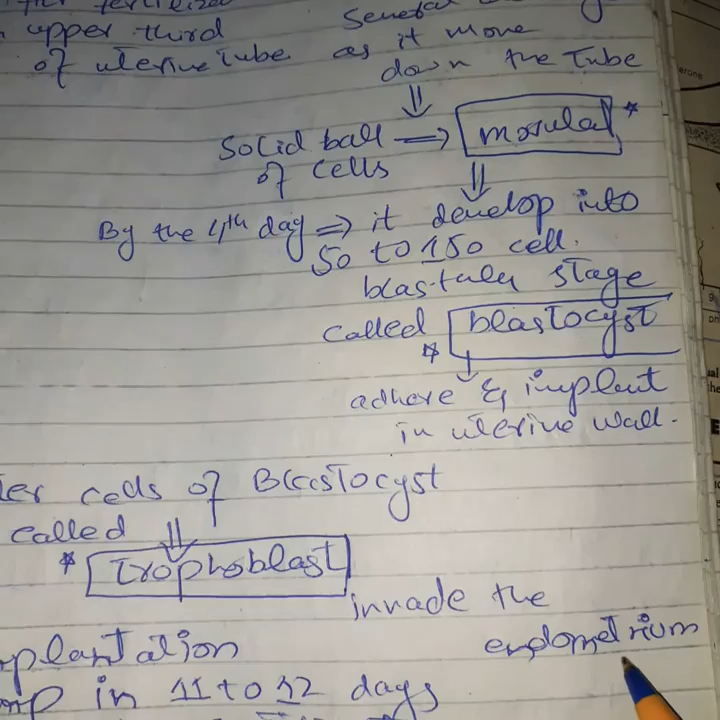 upper third
of uterine tube as it move
down the Tube
Solid ball ⇒ morula
of cells
By the 4th day ⇒ it develop into
50 to 150 cell.
blastula stage
called blastocyst
adhere & implant
in uterine wall.
cells of Blastocyst
called
Trophoblast
invade the
endometrium
in 11 to 12 days